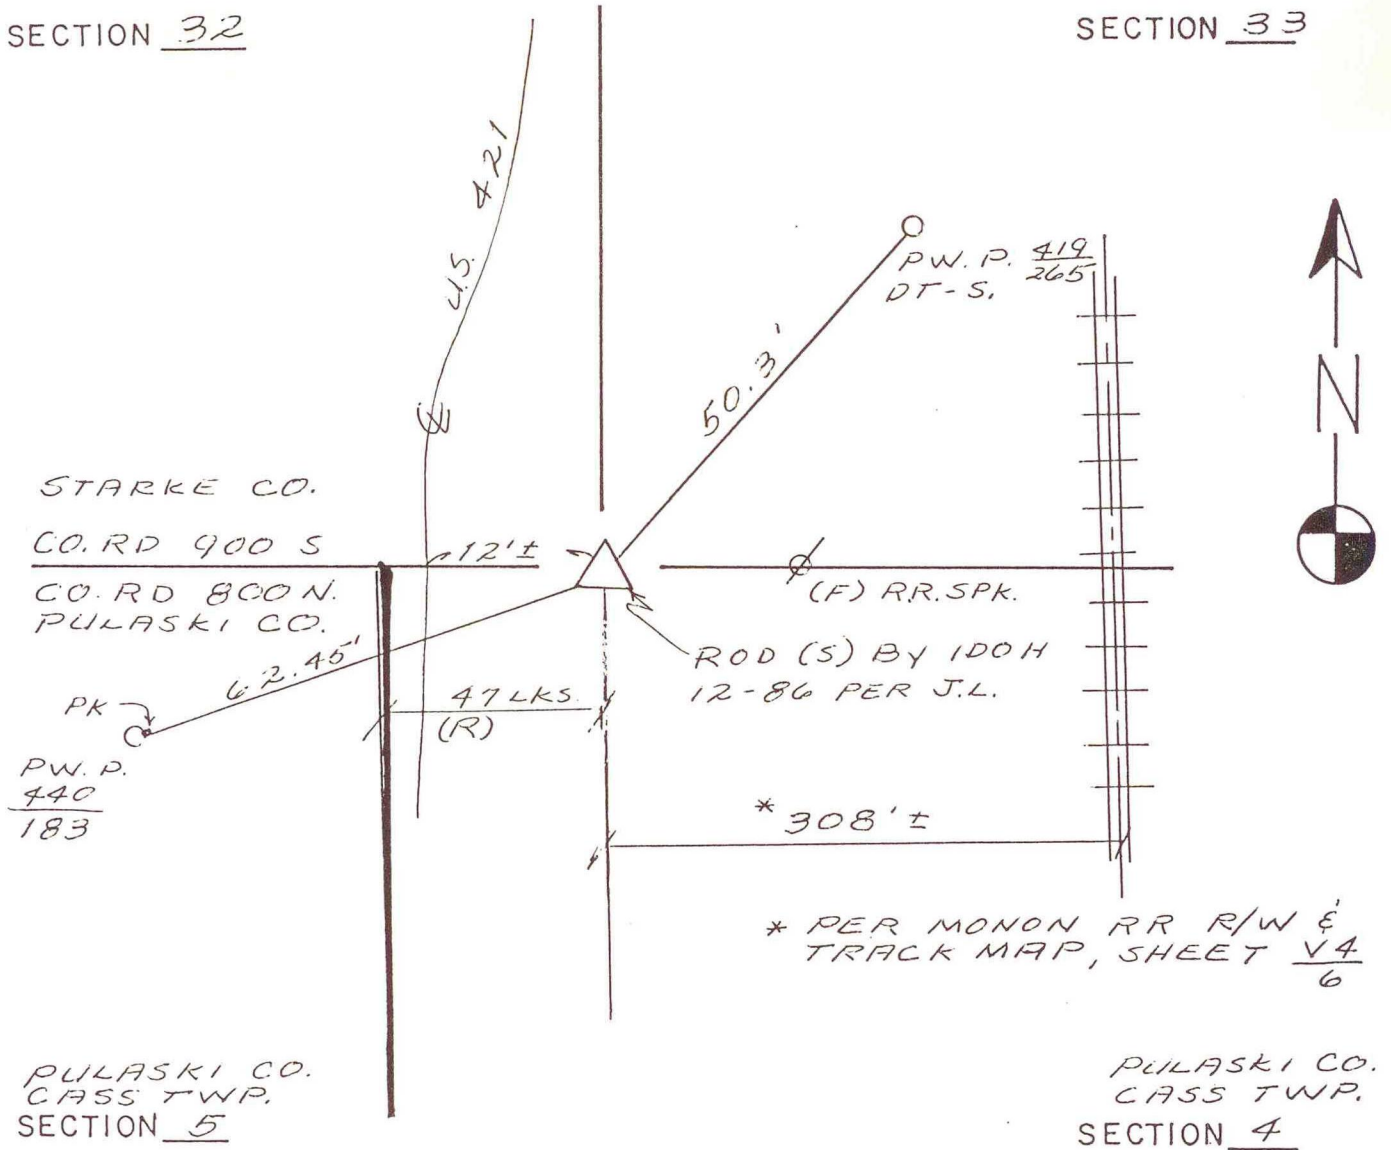 SECTION 32
SECTION 33
U.S. 421
PW. P. 419/265
DT-S.
N
50.3'
℄
STARKE CO.
CO. RD 900 S
12'±
CO. RD 800 N.
PULASKI CO.
(F) R.R. SPK.
62.45'
ROD (S) BY IDOH
12-86 PER J.L.
PK
47 LKS.
(R)
PW. P.
440
183
* 308'±
* PER MONON RR R/W &
TRACK MAP, SHEET V4/6
PULASKI CO.
CASS TWP.
SECTION 5
PULASKI CO.
CASS TWP.
SECTION 4